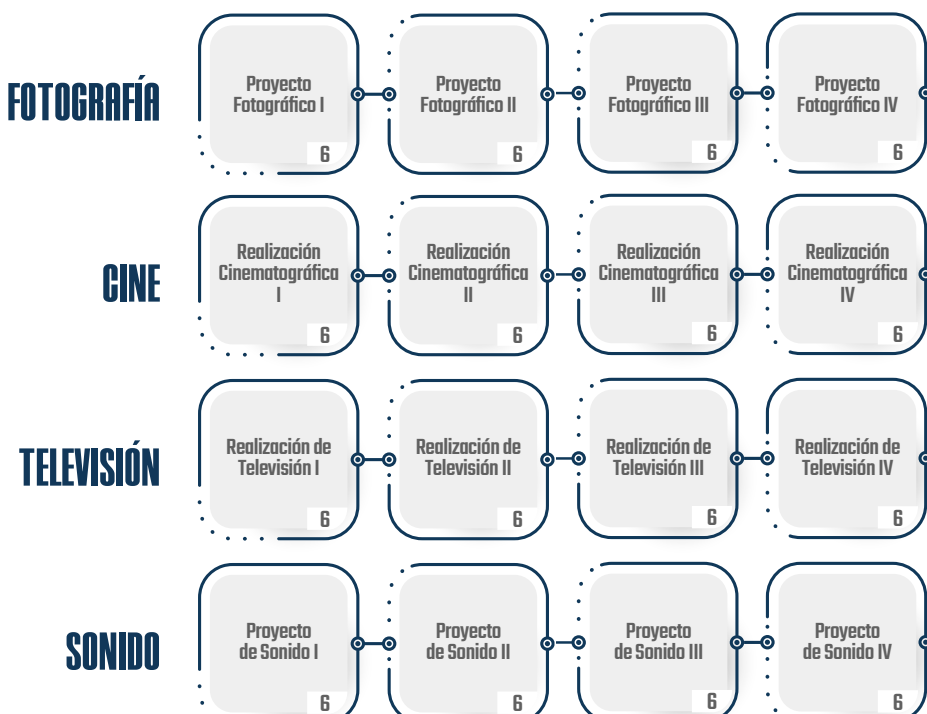 FOTOGRAFÍA
Proyecto
Fotográfico I
6
Proyecto
Fotográfico II
6
Proyecto
Fotográfico III
6
Proyecto
Fotográfico IV
6
CINE
Realización
Cinematográfica
I
6
Realización
Cinematográfica
II
6
Realización
Cinematográfica
III
6
Realización
Cinematográfica
IV
6
TELEVISIÓN
Realización de
Televisión I
6
Realización de
Televisión II
6
Realización de
Televisión III
6
Realización de
Televisión IV
6
SONIDO
Proyecto
de Sonido I
6
Proyecto
de Sonido II
6
Proyecto
de Sonido III
6
Proyecto
de Sonido IV
6